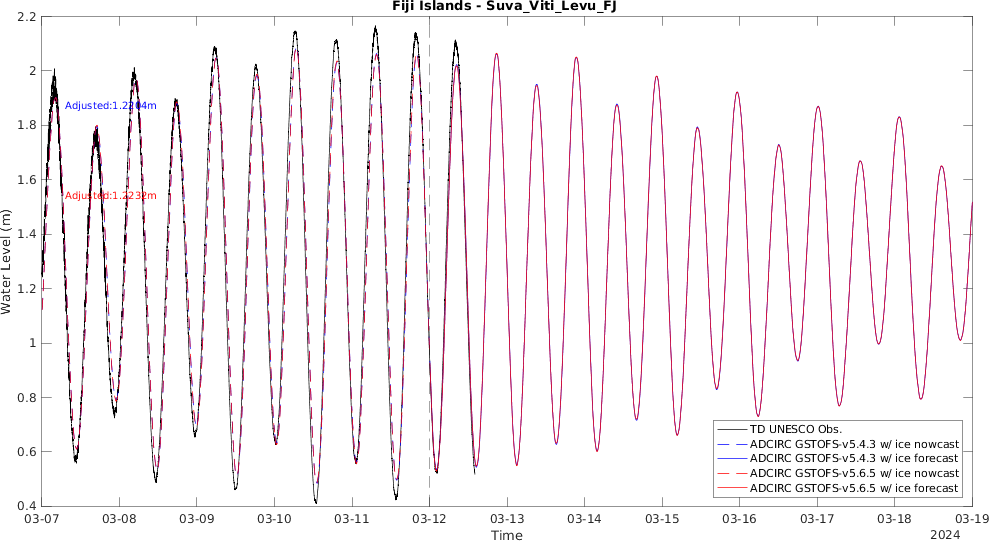 Fiji Islands - Suva_Viti_Levu_FJ
2.2
2
1.8
1.6
1.4
1.2
1
0.8
0.6
0.4
Water Level (m)
Adjusted:1.2204m
Adjusted:1.2232m
TD UNESCO Obs.
ADCIRC GSTOFS-v5.4.3 w/ ice nowcast
ADCIRC GSTOFS-v5.4.3 w/ ice forecast
ADCIRC GSTOFS-v5.6.5 w/ ice nowcast
ADCIRC GSTOFS-v5.6.5 w/ ice forecast
03-07 03-08 03-09 03-10 03-11 03-12 03-13 03-14 03-15 03-16 03-17 03-18 03-19
Time
2024